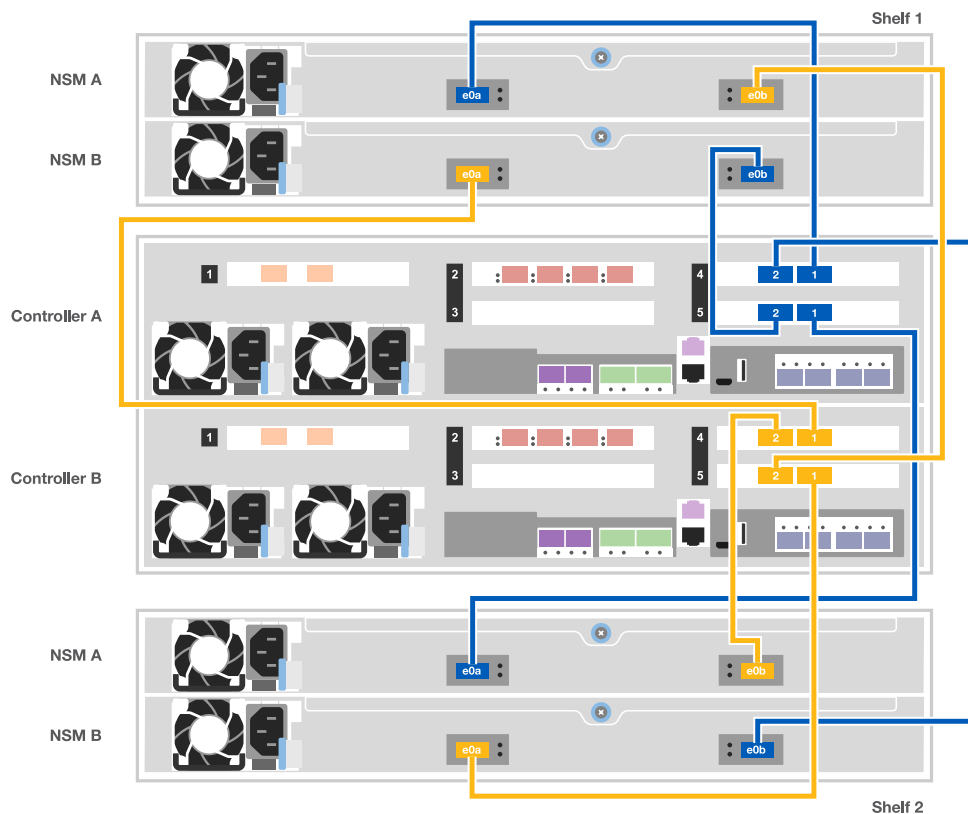 Shelf 1
NSM A
e0a
e0b
NSM B
e0a
e0b
Controller A
1
2
4
2 1
3
5
2 1
Controller B
1
2
4
2 1
3
5
2 1
NSM A
e0a
e0b
NSM B
e0a
e0b
Shelf 2